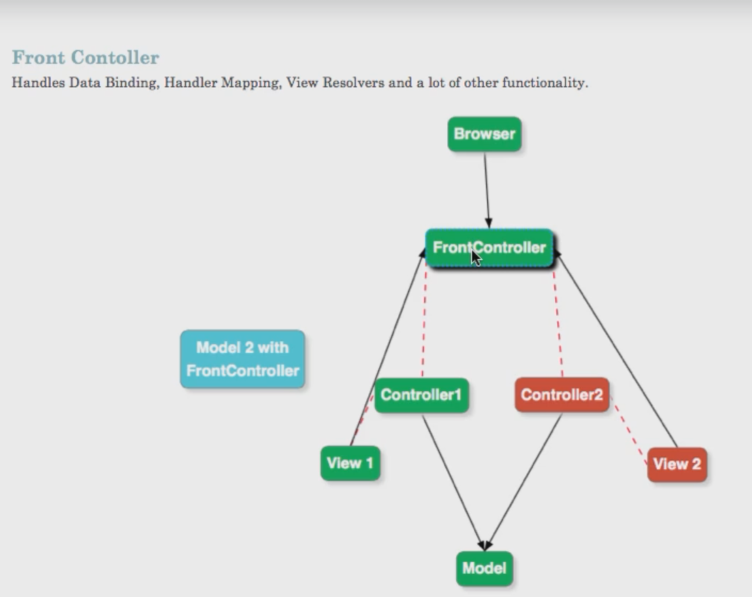 Front Contoller
Handles Data Binding, Handler Mapping, View Resolvers and a lot of other functionality.
Browser
FrontController
Model 2 with
FrontController
Controller1
Controller2
View 1
View 2
Model